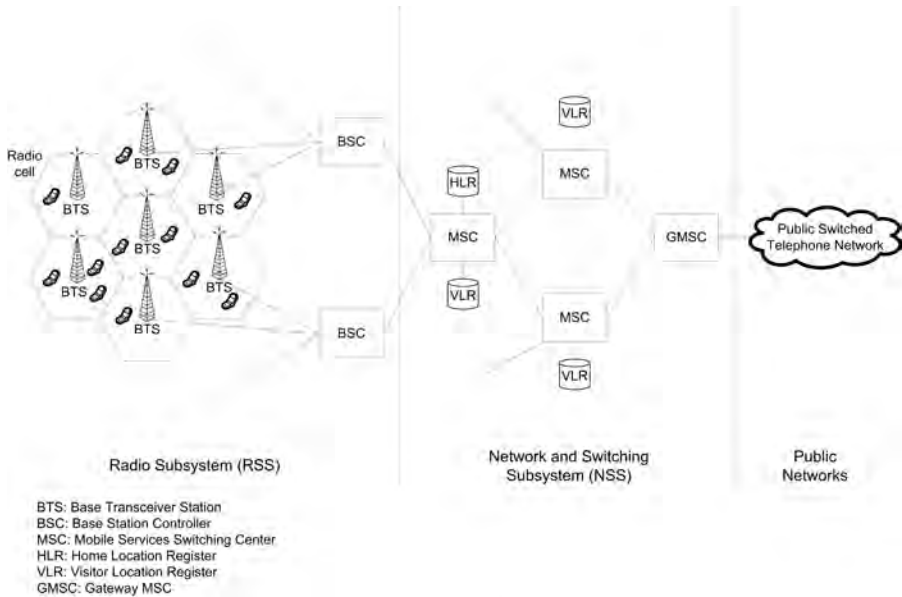 VLR
BSC
Radio
cell
BTS
HLR
MSC
BTS
BTS
Public Switched
Telephone Network
BTS
MSC
GMSC
BTS
VLR
BTS
MSC
BTS
BSC
VLR
Radio Subsystem (RSS)
Network and Switching
Subsystem (NSS)
Public
Networks
BTS: Base Transceiver Station
BSC: Base Station Controller
MSC: Mobile Services Switching Center
HLR: Home Location Register
VLR: Visitor Location Register
GMSC: Gateway MSC